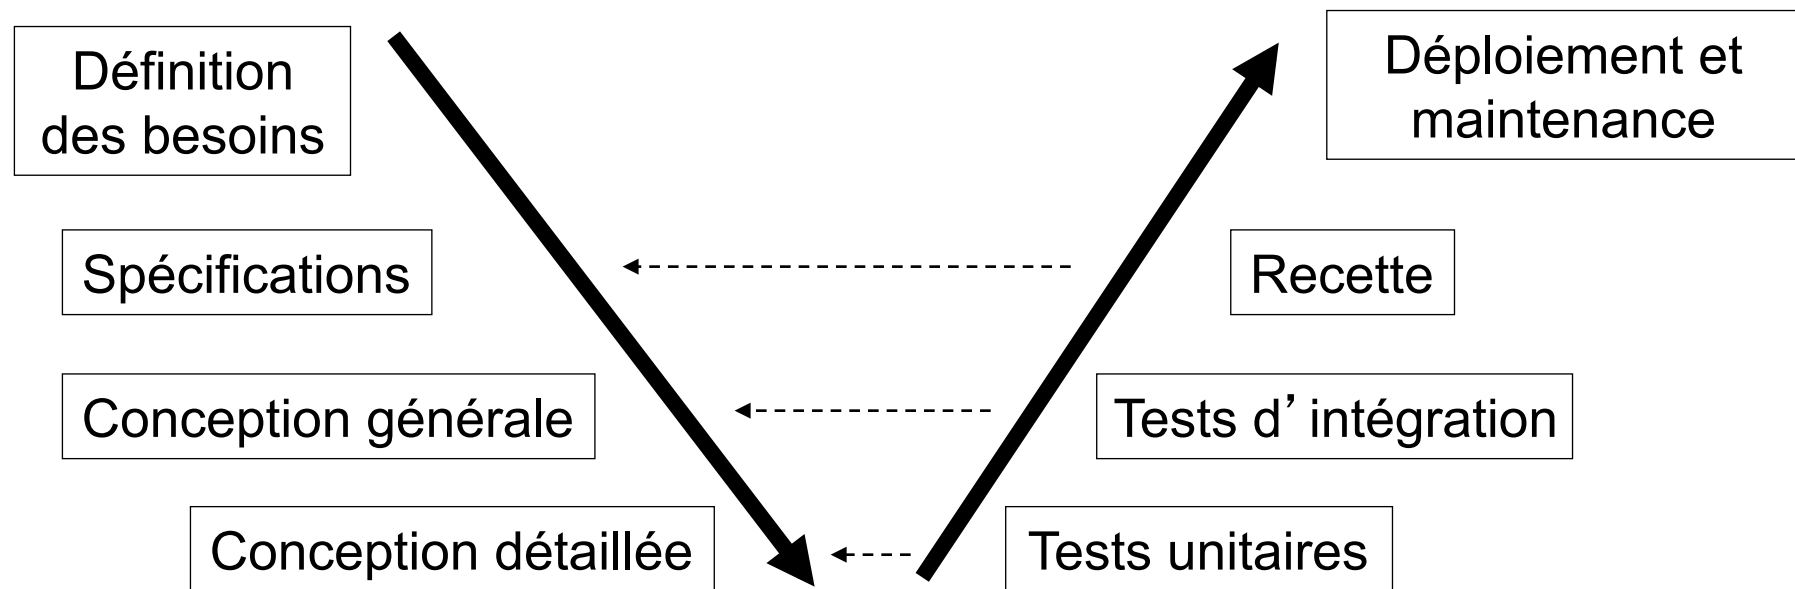 Définition
des besoins
Déploiement et
maintenance
Spécifications
Recette
Conception générale
Tests d’intégration
Conception détaillée
Tests unitaires